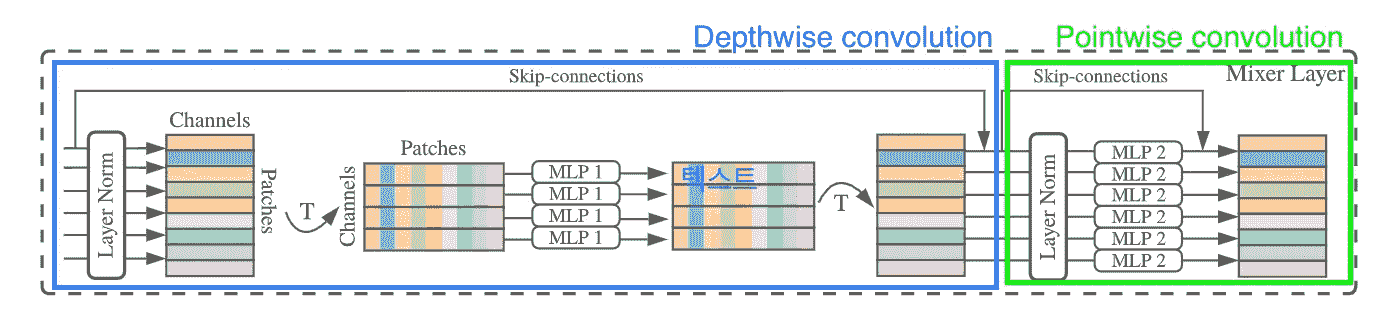 Depthwise convolution
Pointwise convolution
Skip-connections
Skip-connections
Mixer Layer
Layer Norm
Channels
Patches
T
Channels
Patches
MLP 1
MLP 1
MLP 1
MLP 1
테스트
T
Layer Norm
MLP 2
MLP 2
MLP 2
MLP 2
MLP 2
MLP 2